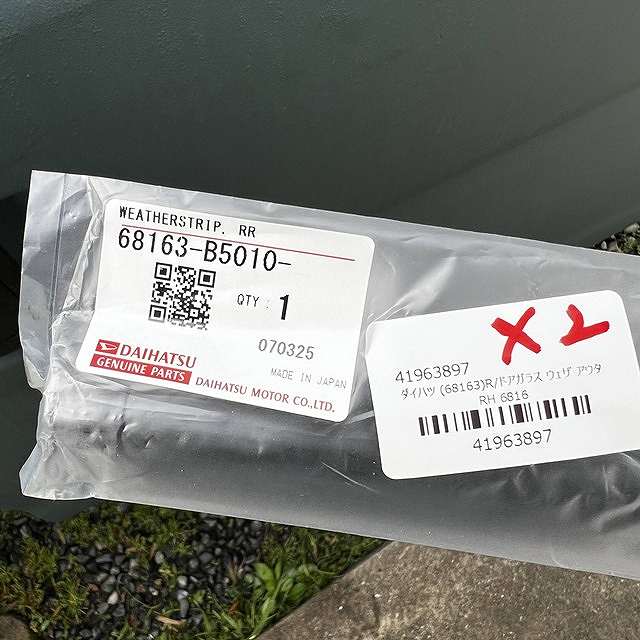 WEATHERSTRIP, RR
68163-B5010-
QTY : 1
070325
MADE IN JAPAN
DAIHATSU
GENUINE PARTS
DAIHATSU MOTOR CO.,LTD.
X2
41963897
ダイハツ (68163)R/ドアガラス ウェザ アウタ
RH 6816
41963897